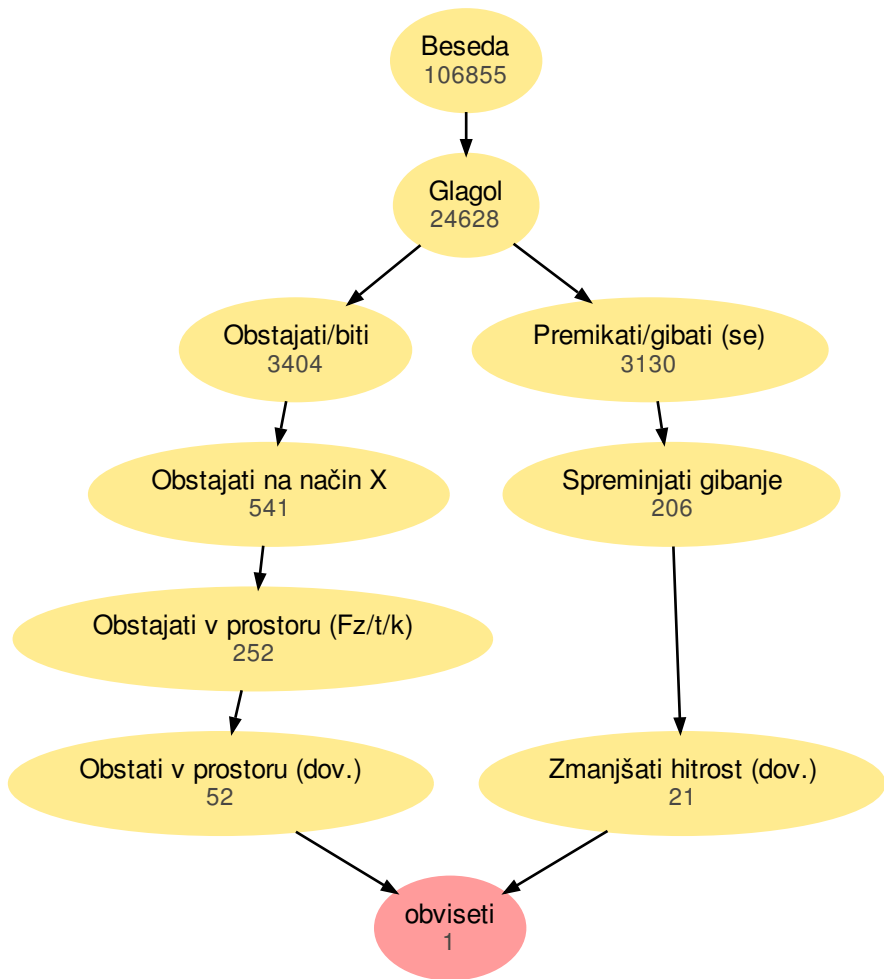 Beseda
106855
Glagol
24628
Obstajati/biti
3404
Premikati/gibati (se)
3130
Obstajati na način X
541
Spreminjati gibanje
206
Obstajati v prostoru (Fz/t/k)
252
Obstati v prostoru (dov.)
52
Zmanjšati hitrost (dov.)
21
obviseti
1